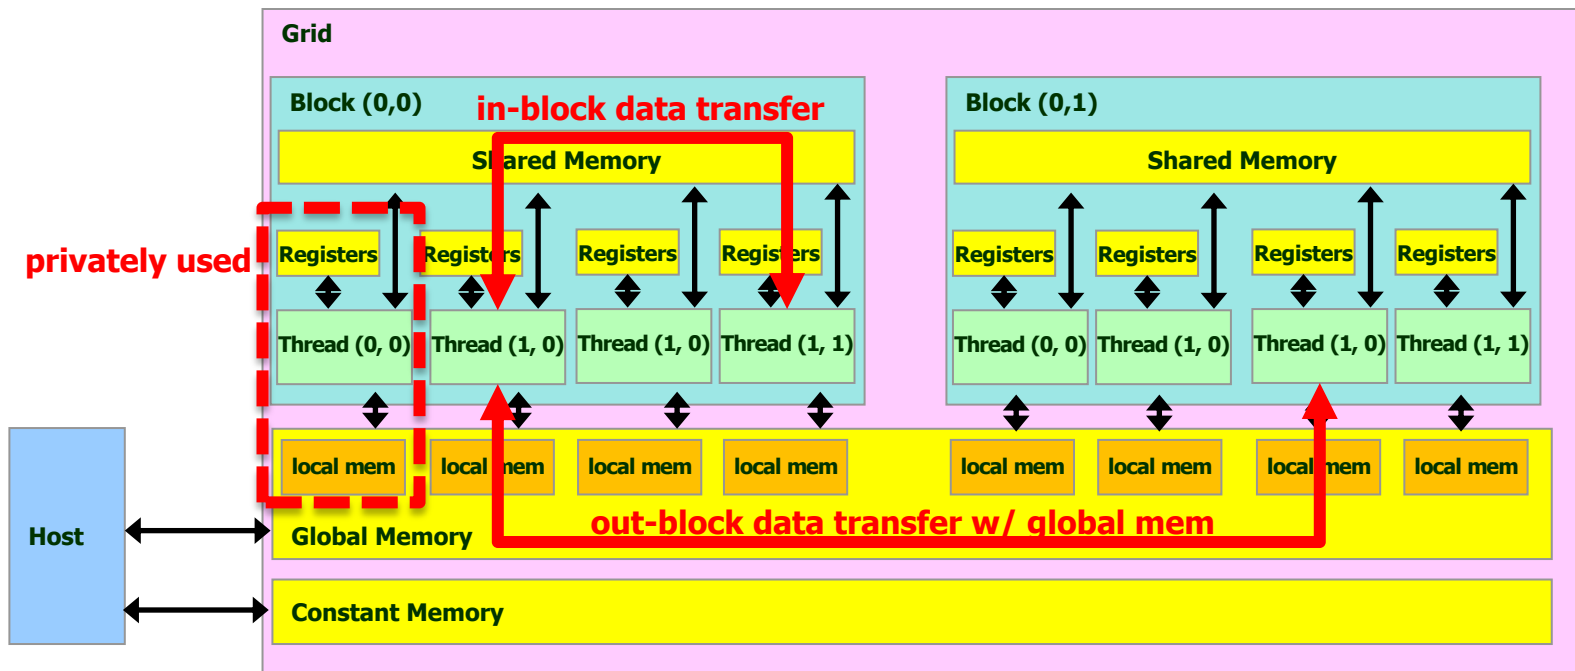 Grid
Block (0,0)
in-block data transfer
Block (0,1)
Shared Memory
Shared Memory
privately used
Registers
Registers
Registers
Registers
Registers
Registers
Registers
Registers
Thread (0, 0)
Thread (1, 0)
Thread (1, 0)
Thread (1, 1)
Thread (0, 0)
Thread (1, 0)
Thread (1, 0)
Thread (1, 1)
local mem
local mem
local mem
local mem
local mem
local mem
local mem
local mem
Host
Global Memory
out-block data transfer w/ global mem
Constant Memory